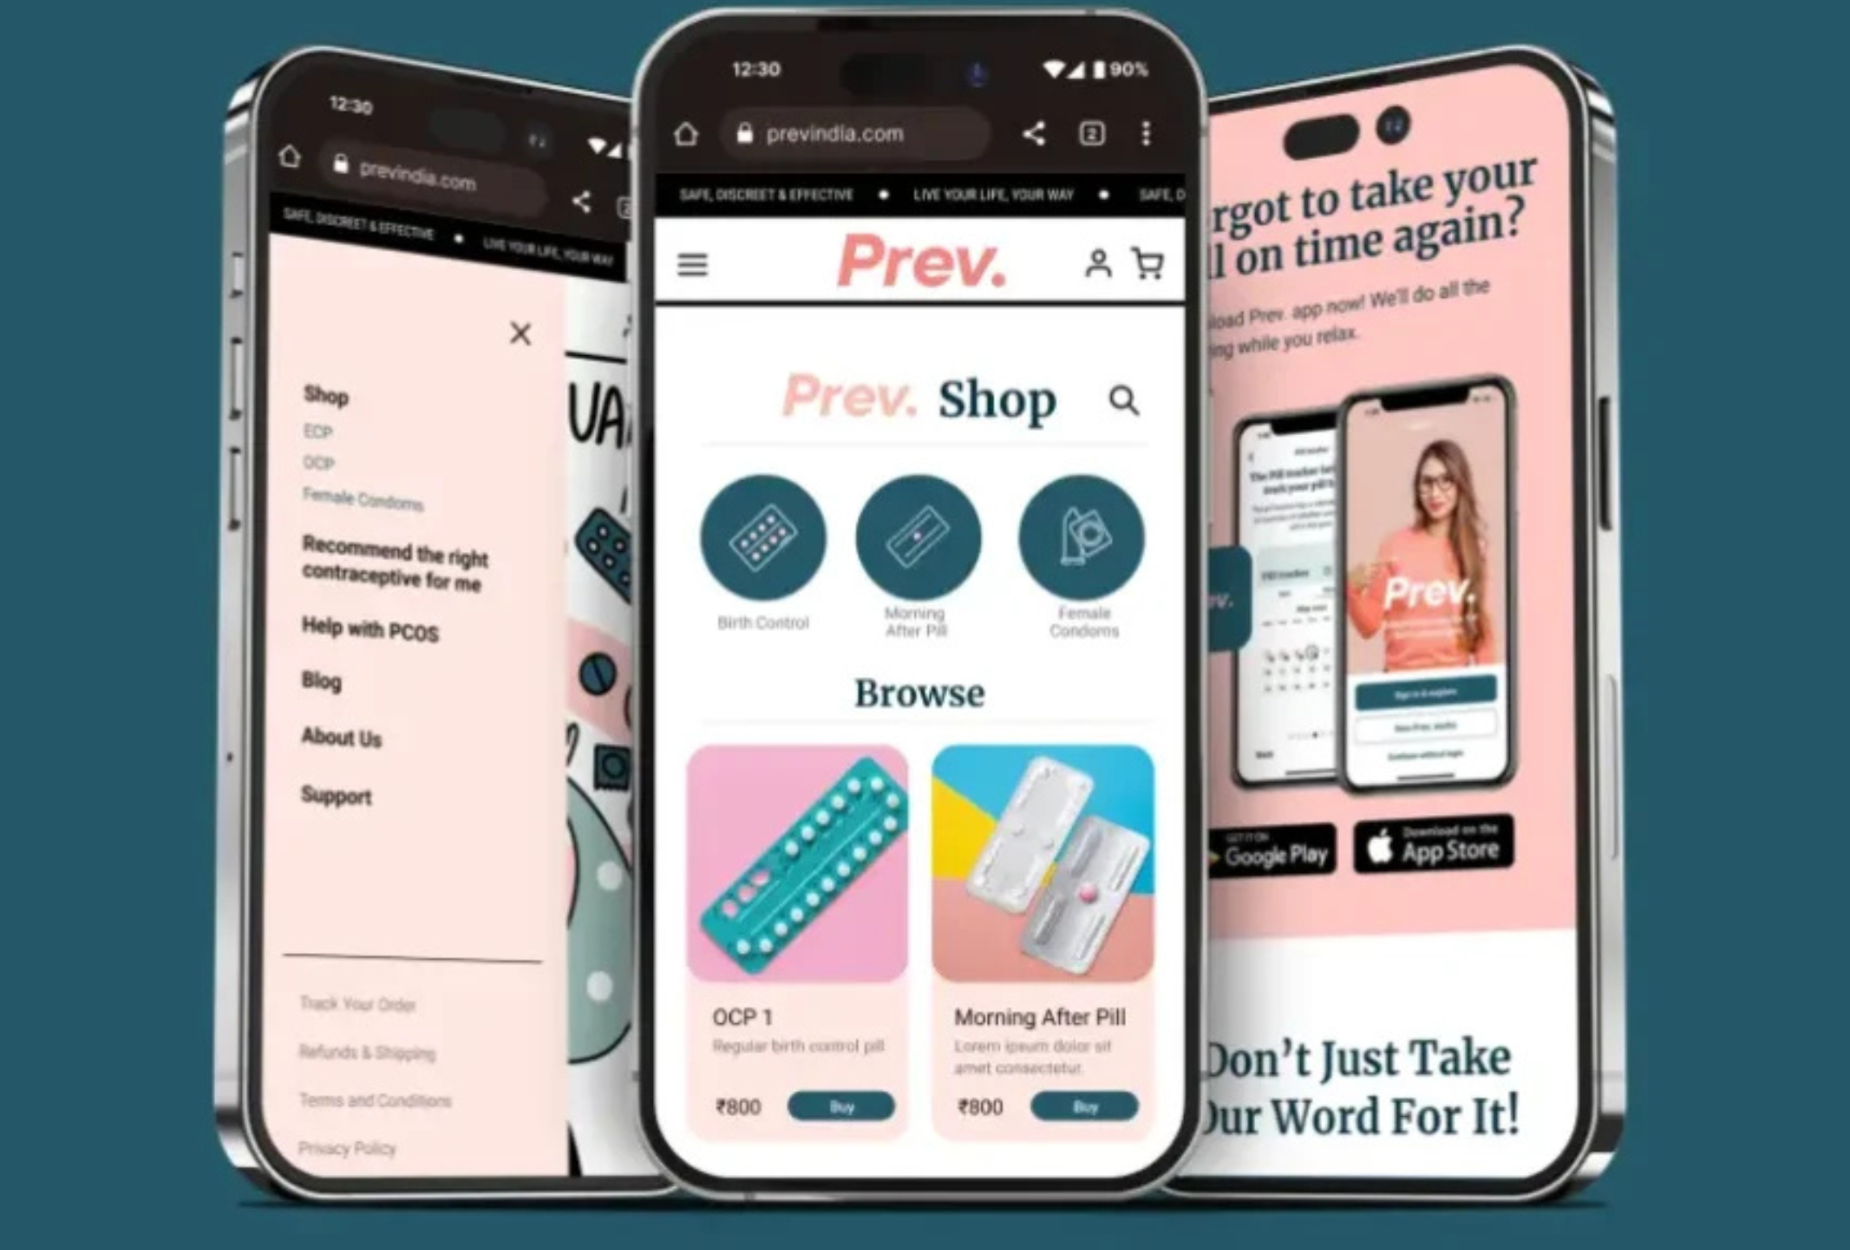 12:30
previndia.com
SAFE, DISCREET & EFFECTIVE • LIVE YOUR LIFE, YOUR WAY
Shop
ECP
OCP
Female Condoms
Recommend the right
contraceptive for me
Help with PCOS
Blog
About Us
Support
Track Your Order
Refunds & Shipping
Terms and Conditions
Privacy Policy
12:30 90%
previndia.com 2
SAFE, DISCREET & EFFECTIVE • LIVE YOUR LIFE, YOUR WAY • SAFE, D
Prev.
Prev. Shop
Birth Control
Morning
After Pill
Female
Condoms
Browse
OCP 1
Regular birth control pill
₹800 Buy
Morning After Pill
Lorem ipsum dolor sit
amet consectetur.
₹800 Buy
rgot to take your
ll on time again?
load Prev. app now! We'll do all the
ing while you relax.
Prev.
GET IT ON
Google Play
Download on the
App Store
Don't Just Take
Our Word For It!